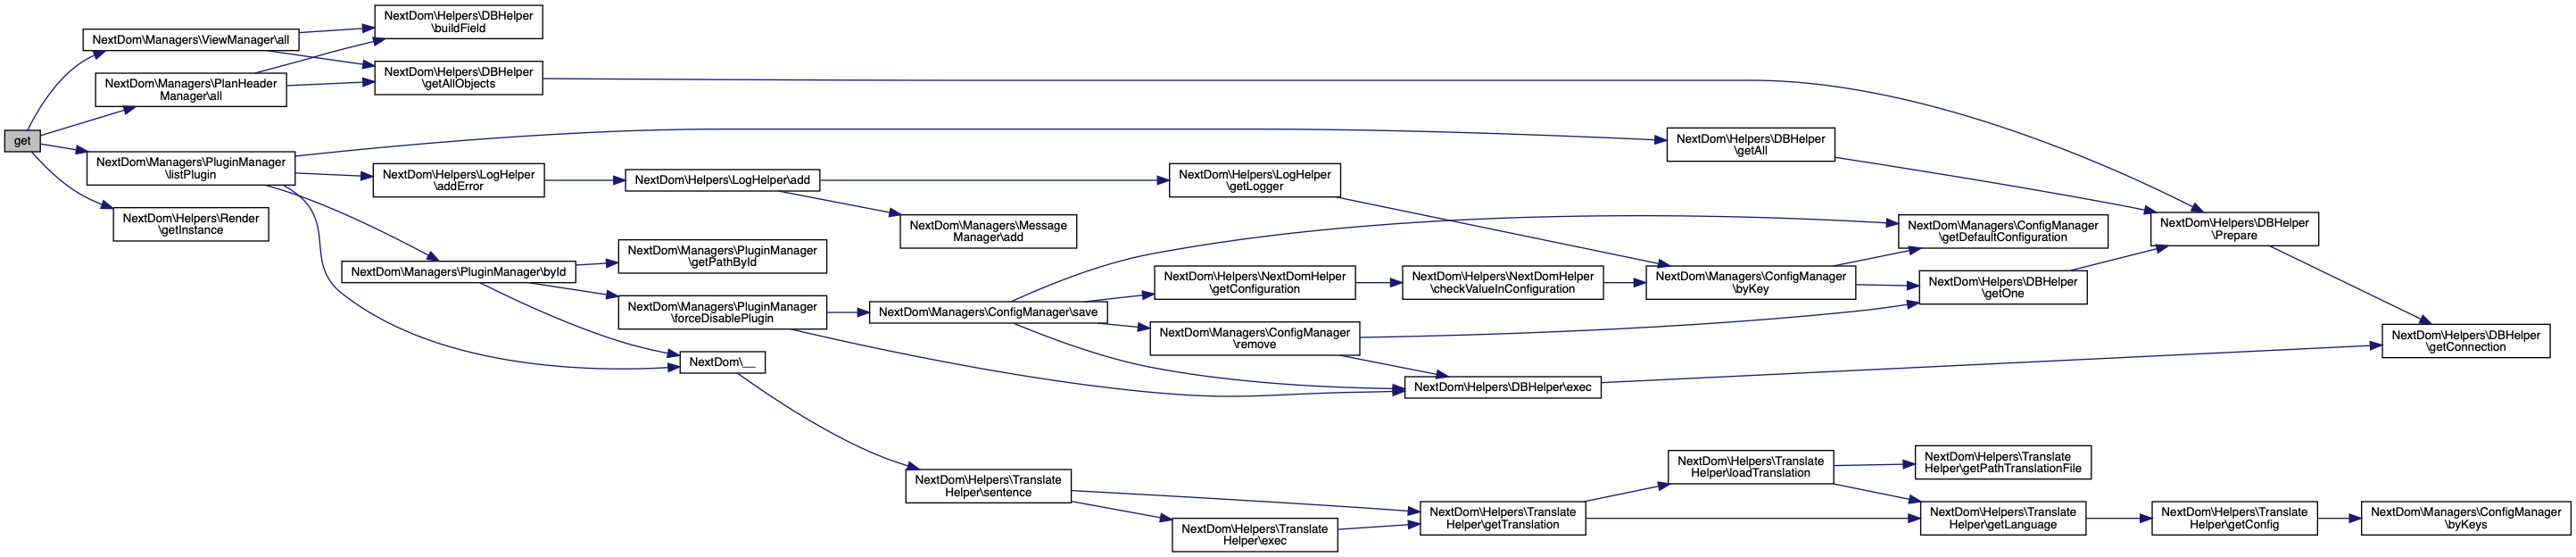 get
NextDom\Managers\ViewManager\all
NextDom\Managers\PlanHeader
Manager\all
NextDom\Managers\PluginManager
\listPlugin
NextDom\Helpers\Render
\getInstance
NextDom\Helpers\DBHelper
\buildField
NextDom\Helpers\DBHelper
\getAllObjects
NextDom\Helpers\LogHelper
\addError
NextDom\Managers\PluginManager\byId
NextDom\Helpers\LogHelper\add
NextDom\Managers\PluginManager
\getPathById
NextDom\Managers\PluginManager
\forceDisablePlugin
NextDom\__
NextDom\Managers\Message
Manager\add
NextDom\Managers\ConfigManager\save
NextDom\Helpers\Translate
Helper\sentence
NextDom\Helpers\LogHelper
\getLogger
NextDom\Helpers\NextDomHelper
\getConfiguration
NextDom\Managers\ConfigManager
\remove
NextDom\Helpers\Translate
Helper\exec
NextDom\Helpers\NextDomHelper
\checkValueInConfiguration
NextDom\Helpers\DBHelper\exec
NextDom\Helpers\Translate
Helper\getTranslation
NextDom\Helpers\DBHelper
\getAll
NextDom\Managers\ConfigManager
\byKey
NextDom\Helpers\Translate
Helper\loadTranslation
NextDom\Managers\ConfigManager
\getDefaultConfiguration
NextDom\Helpers\DBHelper
\getOne
NextDom\Helpers\Translate
Helper\getPathTranslationFile
NextDom\Helpers\Translate
Helper\getLanguage
NextDom\Helpers\DBHelper
\Prepare
NextDom\Helpers\Translate
Helper\getConfig
NextDom\Helpers\DBHelper
\getConnection
NextDom\Managers\ConfigManager
\byKeys